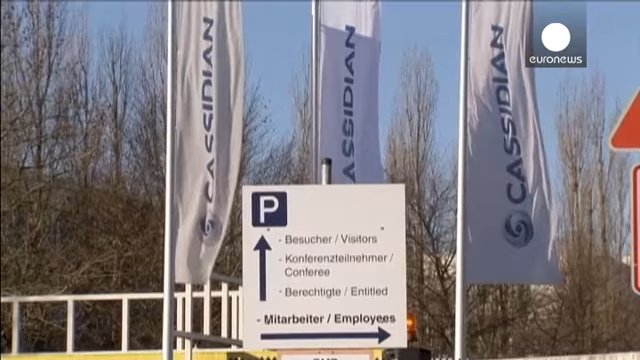 CASSIDIAN
CASSIDIAN
CASSIDIAN
euronews
P
- Besucher / Visitors
- Konferenzteilnehmer /
Conferee
- Berechtigte / Entitled
- Mitarbeiter / Employees